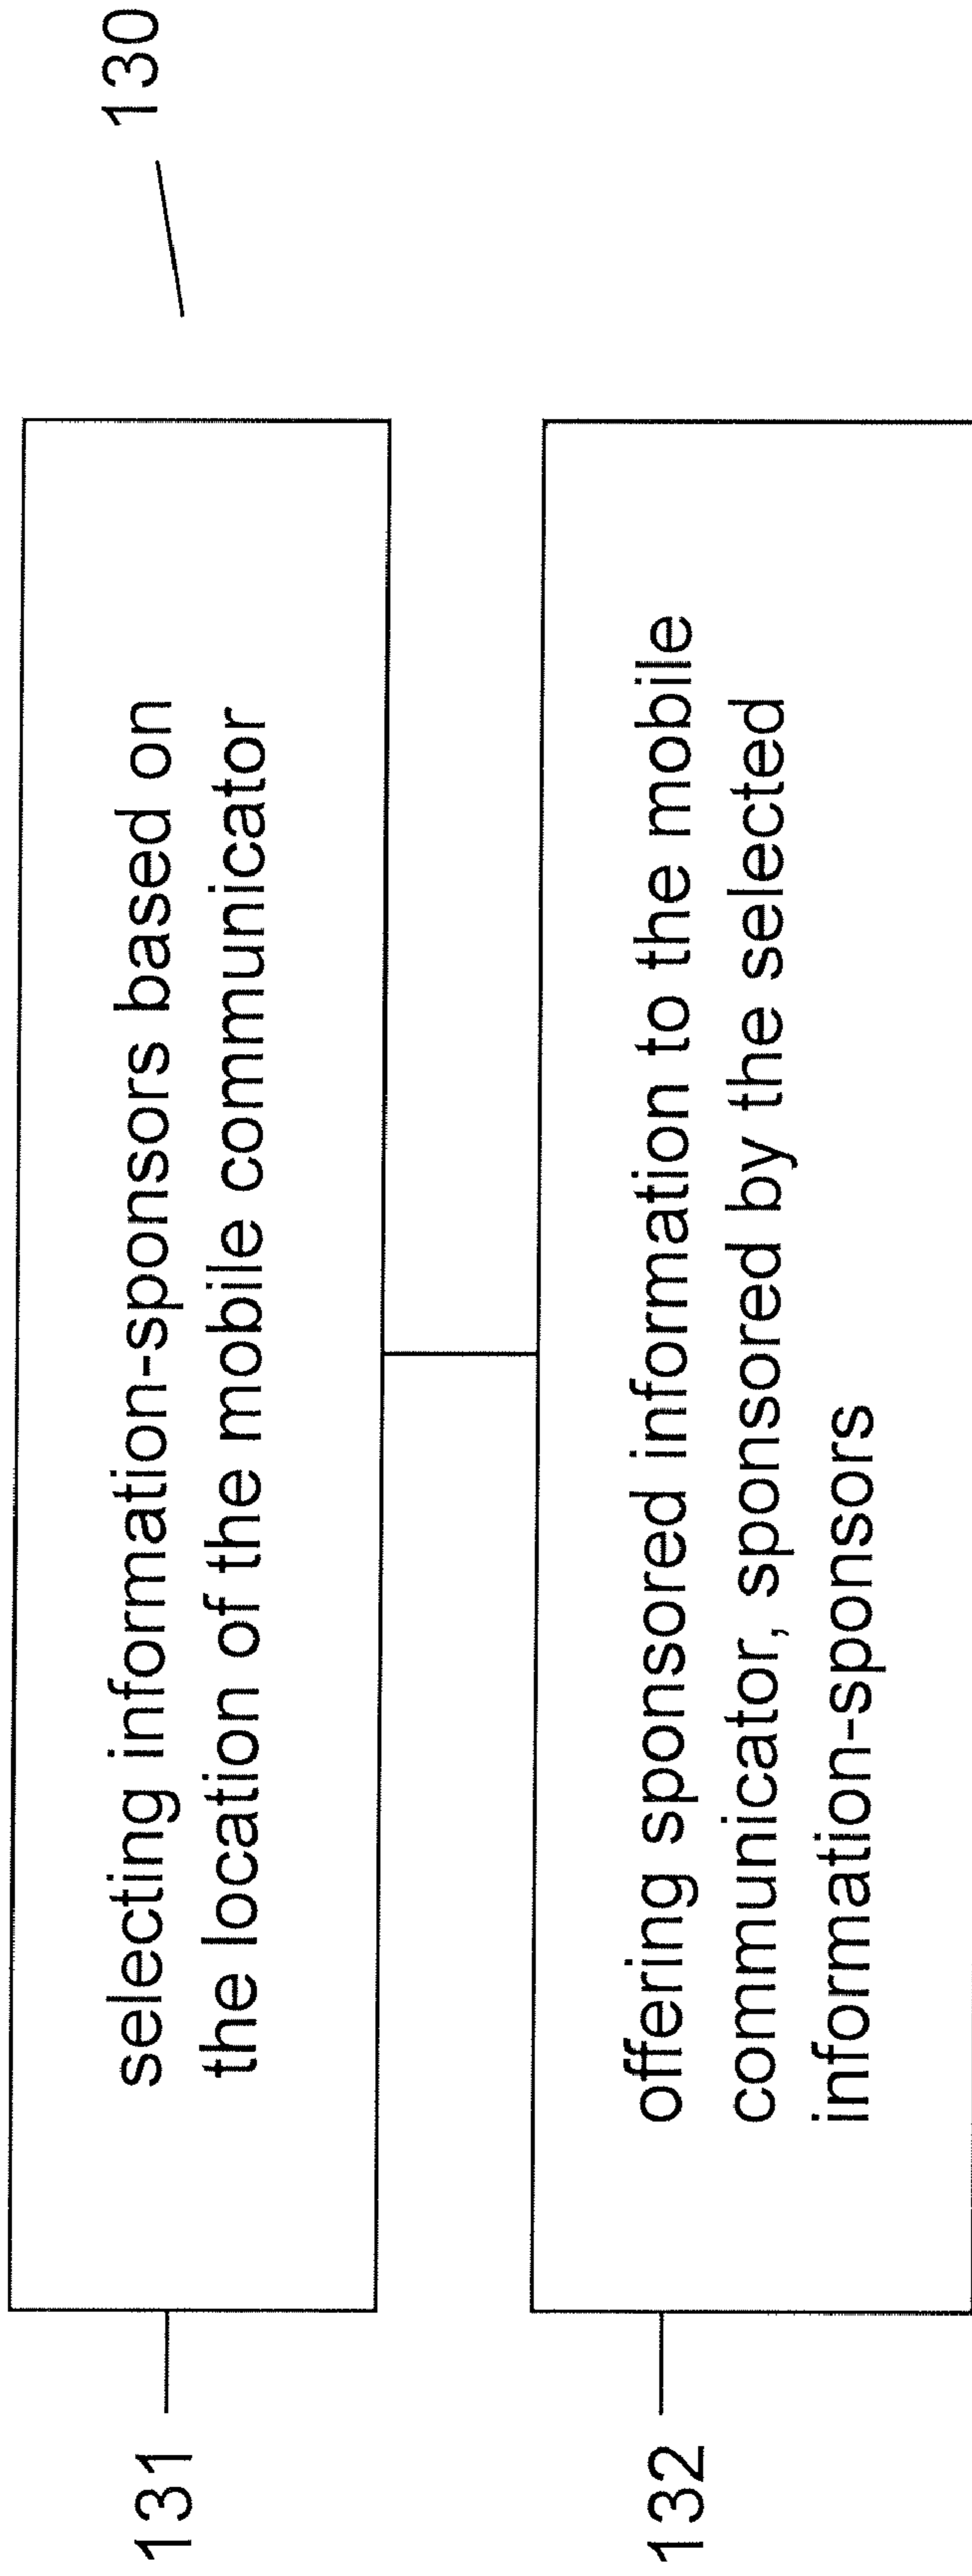 130
131
selecting information-sponsors based on
the location of the mobile communicator
132
offering sponsored information to the mobile
communicator, sponsored by the selected
information-sponsors